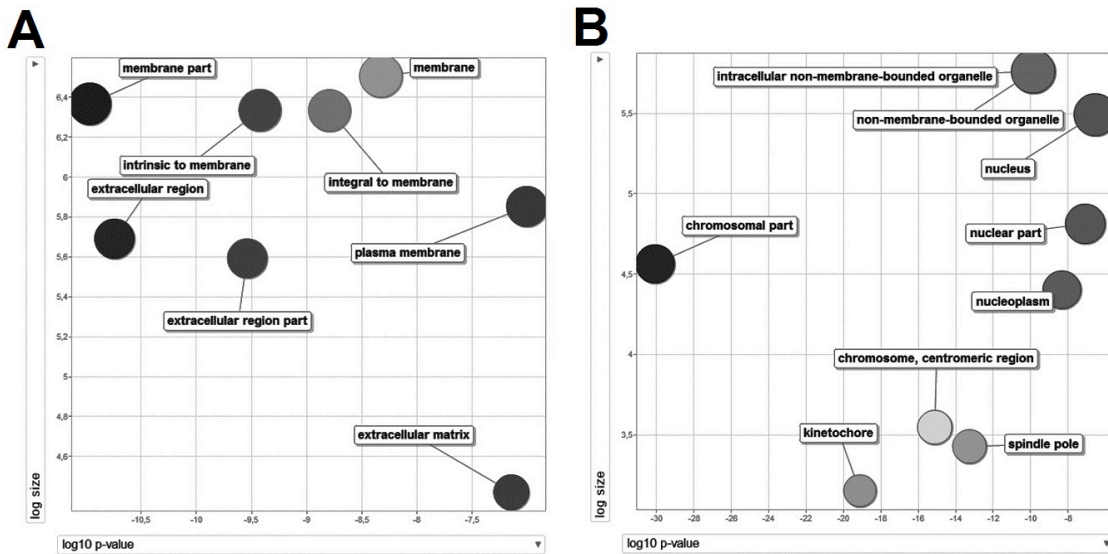 A
membrane part
membrane
6,4
6,2
intrinsic to membrane
6
extracellular region
integral to membrane
5,8
plasma membrane
5,6
5,4
extracellular region part
5,2
5
4,8
extracellular matrix
4,6
log size
-10,5 -10 -9,5 -9 -8,5 -8 -7,5
log10 p-value
B
intracellular non-membrane-bounded organelle
5,5
non-membrane-bounded organelle
nucleus
5
chromosomal part
nuclear part
4,5
nucleoplasm
4
chromosome, centromeric region
3,5
kinetochore
spindle pole
log size
-30 -28 -26 -24 -22 -20 -18 -16 -14 -12 -10 -8
log10 p-value